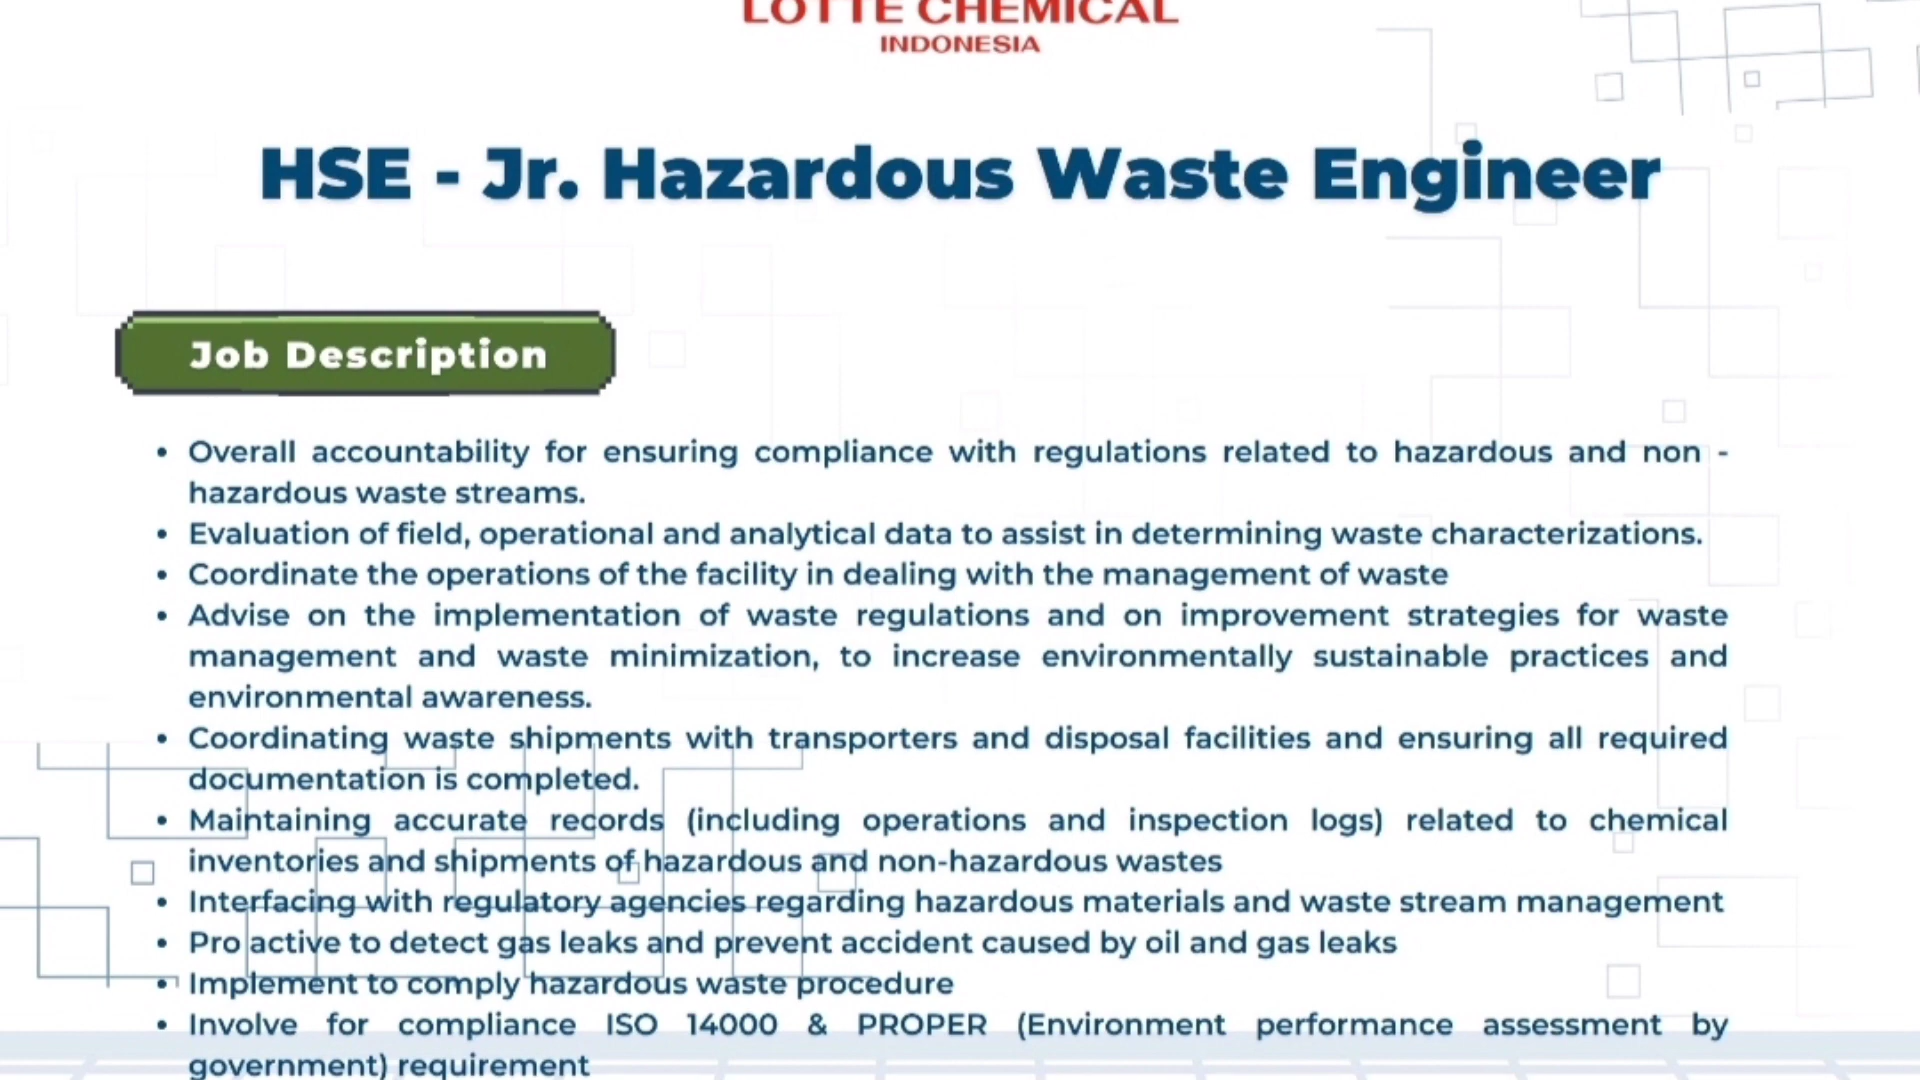 LOTTE CHEMICAL
INDONESIA
HSE - Jr. Hazardous Waste Engineer
Job Description
• Overall accountability for ensuring compliance with regulations related to hazardous and non -
hazardous waste streams.
• Evaluation of field, operational and analytical data to assist in determining waste characterizations.
• Coordinate the operations of the facility in dealing with the management of waste
• Advise on the implementation of waste regulations and on improvement strategies for waste
management and waste minimization, to increase environmentally sustainable practices and
environmental awareness.
• Coordinating waste shipments with transporters and disposal facilities and ensuring all required
documentation is completed.
• Maintaining accurate records (including operations and inspection logs) related to chemical
inventories and shipments of hazardous and non-hazardous wastes
• Interfacing with regulatory agencies regarding hazardous materials and waste stream management
• Pro active to detect gas leaks and prevent accident caused by oil and gas leaks
• Implement to comply hazardous waste procedure
• Involve for compliance ISO 14000 & PROPER (Environment performance assessment by
government) requirement